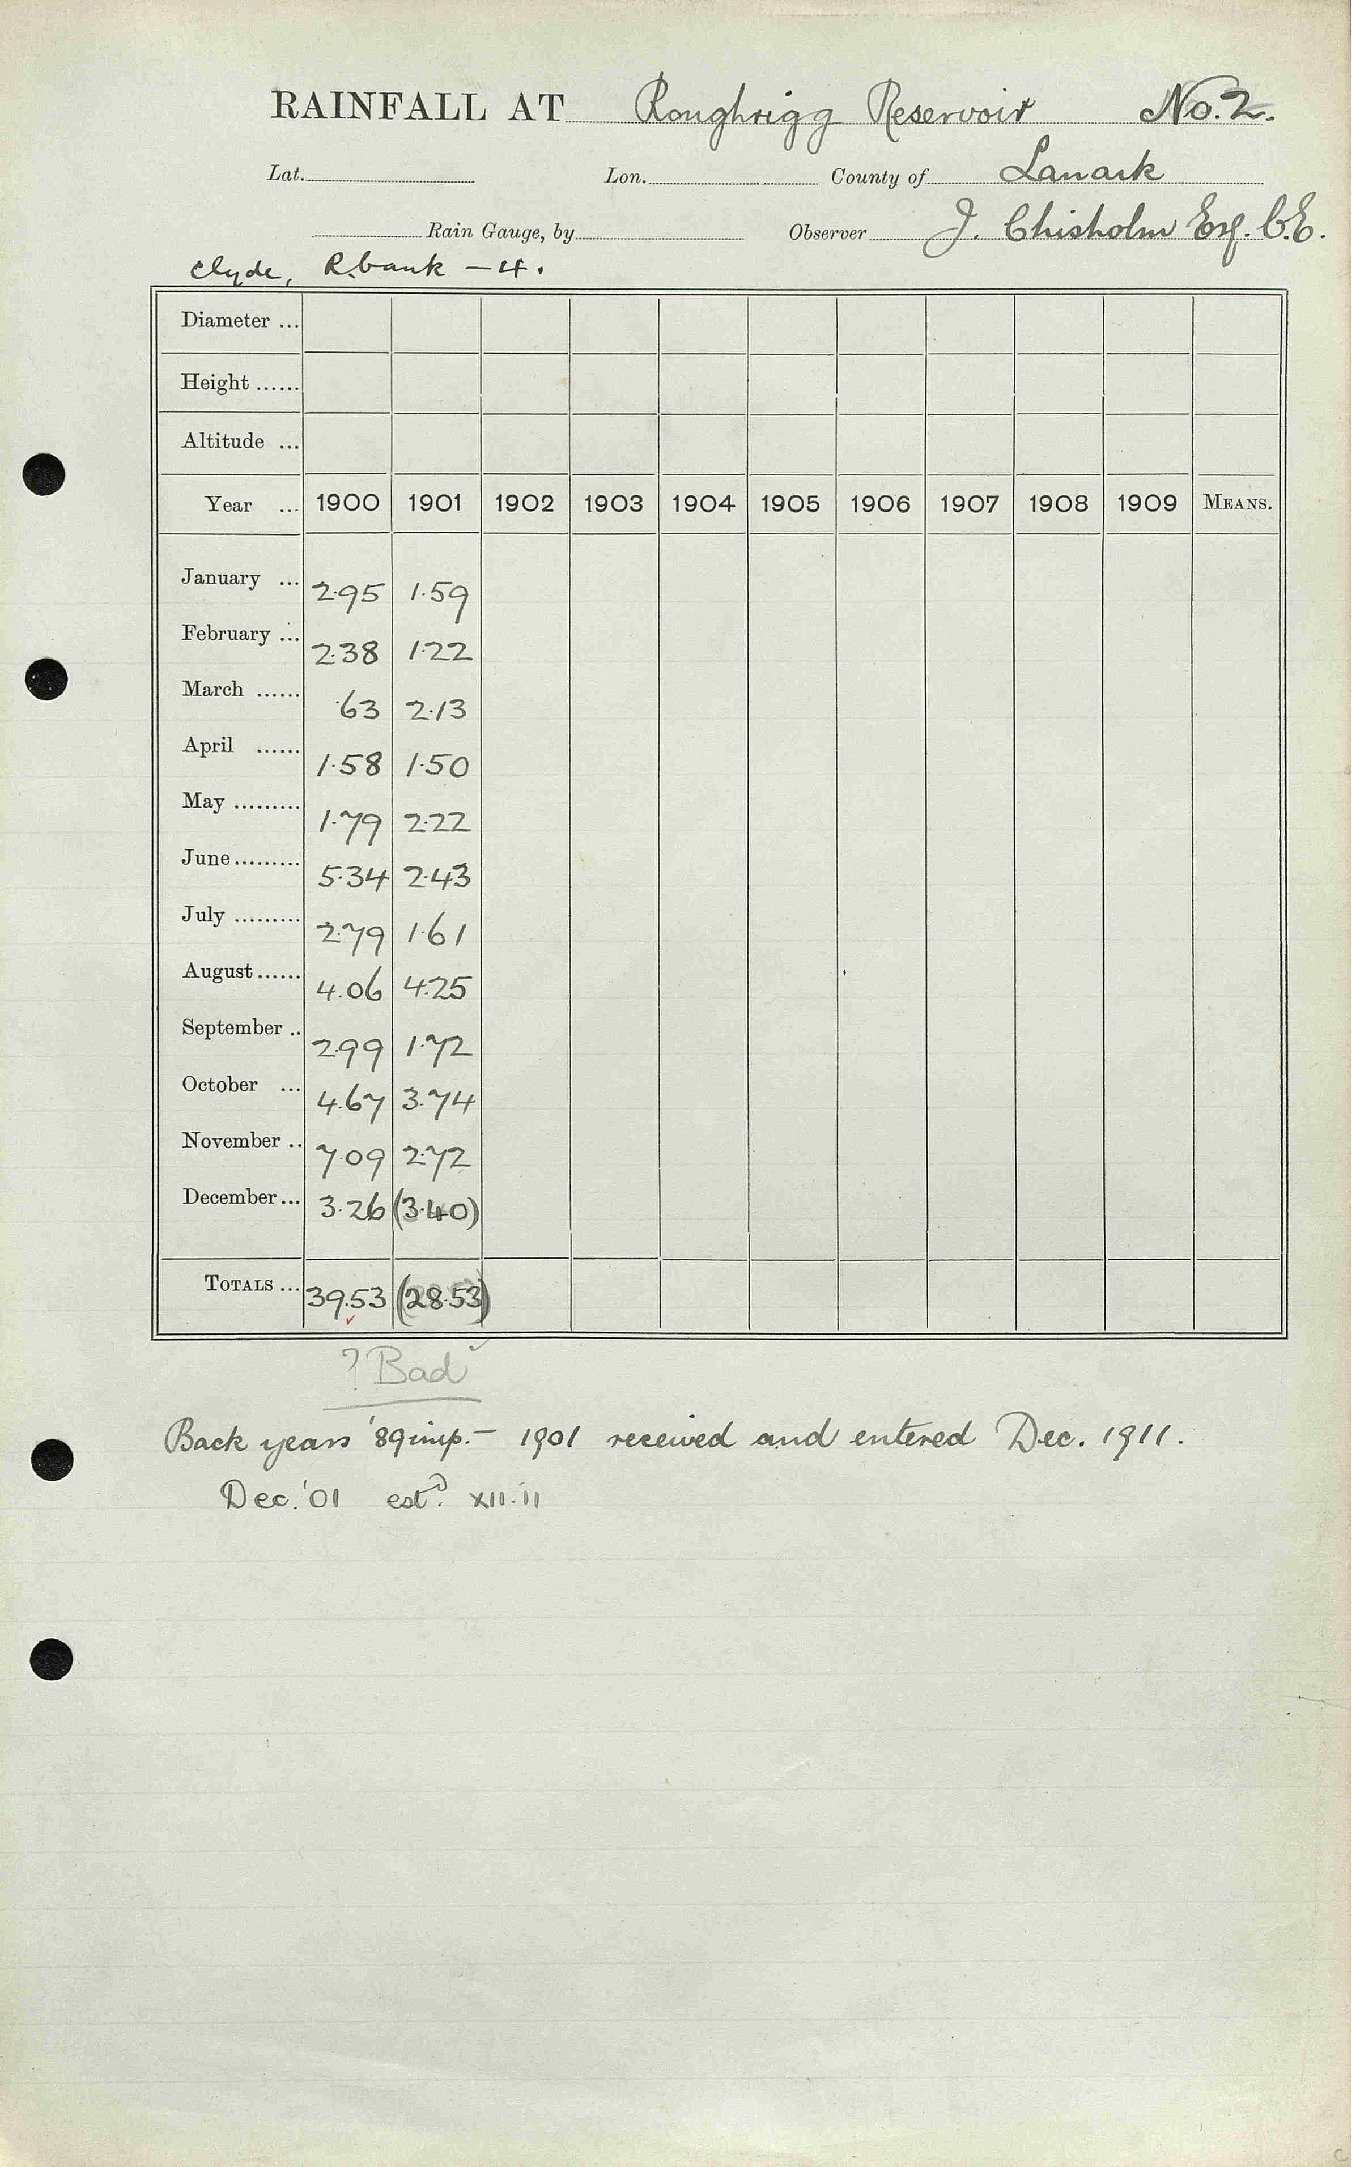 RAINFALL AT Roughrigg Reservoir No. 2.
Lat. Lon. County of Lanark
Rain Gauge, by Observer J. Chisholm Esq. C.E.
Clyde, R. bank — 4.
Diameter ...
Height ......
Altitude ...
Year ... 1900 1901 1902 1903 1904 1905 1906 1907 1908 1909 MEANS.
January ... 2.95 1.59
February ... 2.38 1.22
March ...... .63 2.13
April ...... 1.58 1.50
May ......... 1.79 2.22
June ......... 5.34 2.43
July ......... 2.79 1.61
August ...... 4.06 4.25
September .. 2.99 1.72
October ... 4.67 3.74
November .. 7.09 2.72
December ... 3.26 (3.40)
TOTALS ... 39.53 (28.53)
? Bad
Back years '89 imp. – 1901 received and entered Dec. 1911.
Dec. '01 estd. XII.11